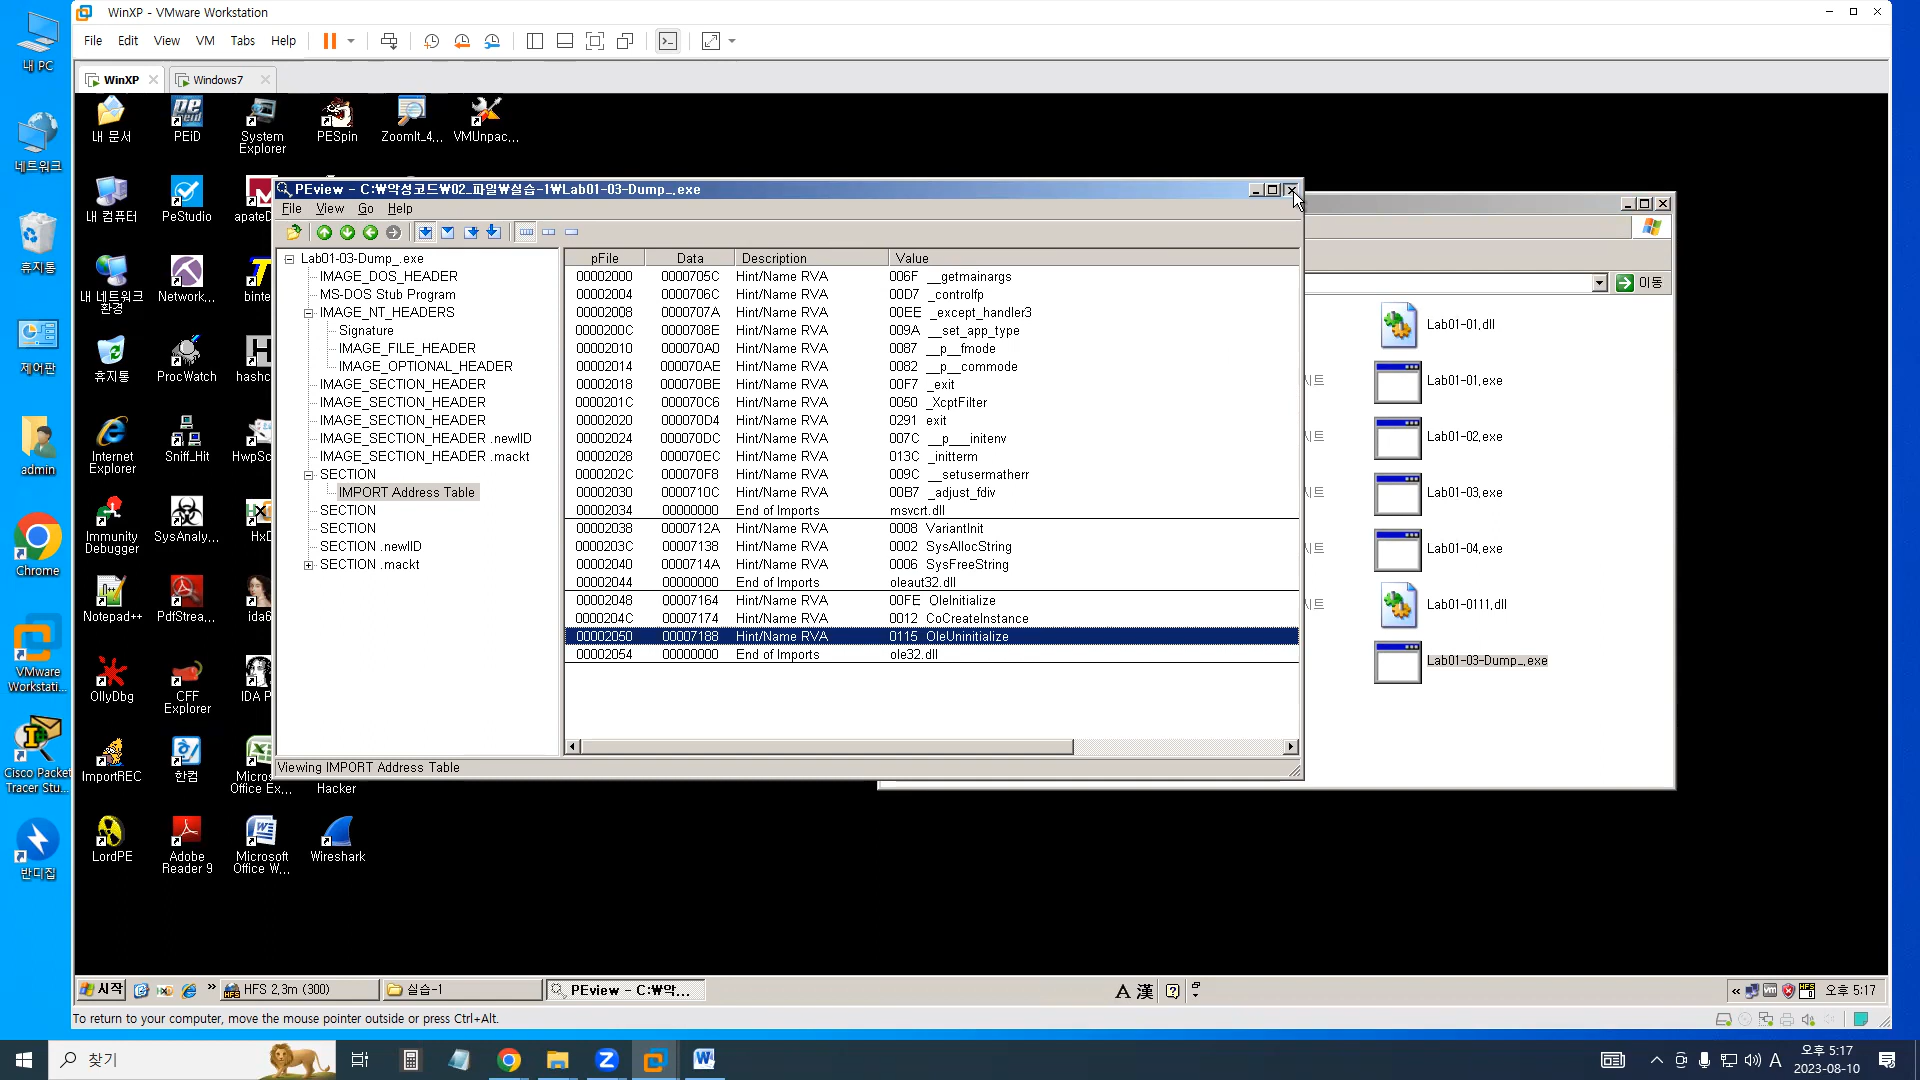 WinXP - VMware Workstation
File Edit View VM Tabs Help
WinXP
Windows7
내 PC
네트워크
휴지통
제어판
admin
Chrome
VMware
Workstati...
Cisco Packet
Tracer Stu...
반디집
내 문서
PEiD
System
Explorer
PESpin
ZoomIt_4,,,
VMUnpac,,,
내 컴퓨터
PeStudio
내 네트워크
환경
Network,,,
휴지통
ProcWatch
Internet
Explorer
Sniff_Hit
Immunity
Debugger
SysAnaly,,,
Notepad++
PdfStrea,,,
OllyDbg
CFF
Explorer
ImportREC
한컴
Office Ex,,,
Hacker
LordPE
Adobe
Reader 9
Microsoft
Office W,,,
Wireshark
PEview - C:₩악성코드₩02_파일₩실습-1₩Lab01-03-Dump_,exe
File View Go Help
Lab01-03-Dump_.exe
IMAGE_DOS_HEADER
MS-DOS Stub Program
IMAGE_NT_HEADERS
Signature
IMAGE_FILE_HEADER
IMAGE_OPTIONAL_HEADER
IMAGE_SECTION_HEADER
IMAGE_SECTION_HEADER
IMAGE_SECTION_HEADER
IMAGE_SECTION_HEADER .newIID
IMAGE_SECTION_HEADER .mackt
SECTION
IMPORT Address Table
SECTION
SECTION
SECTION .newIID
SECTION .mackt
pFile Data Description Value
00002000 0000705C Hint/Name RVA 006F __getmainargs
00002004 0000706C Hint/Name RVA 00D7 _controlfp
00002008 0000707A Hint/Name RVA 00EE _except_handler3
0000200C 0000708E Hint/Name RVA 009A __set_app_type
00002010 000070A0 Hint/Name RVA 0087 __p__fmode
00002014 000070AE Hint/Name RVA 0082 __p__commode
00002018 000070BE Hint/Name RVA 00F7 _exit
0000201C 000070C6 Hint/Name RVA 0050 _XcptFilter
00002020 000070D4 Hint/Name RVA 0291 exit
00002024 000070DC Hint/Name RVA 007C __p___initenv
00002028 000070EC Hint/Name RVA 013C _initterm
0000202C 000070F8 Hint/Name RVA 009C __setusermatherr
00002030 0000710C Hint/Name RVA 00B7 _adjust_fdiv
00002034 00000000 End of Imports msvcrt.dll
00002038 0000712A Hint/Name RVA 0008 VariantInit
0000203C 00007138 Hint/Name RVA 0002 SysAllocString
00002040 0000714A Hint/Name RVA 0006 SysFreeString
00002044 00000000 End of Imports oleaut32.dll
00002048 00007164 Hint/Name RVA 00FE OleInitialize
0000204C 00007174 Hint/Name RVA 0012 CoCreateInstance
00002050 00007188 Hint/Name RVA 0115 OleUninitialize
00002054 00000000 End of Imports ole32.dll
Viewing IMPORT Address Table
이동
Lab01-01,dll
Lab01-01,exe
Lab01-02,exe
Lab01-03,exe
Lab01-04,exe
Lab01-0111,dll
Lab01-03-Dump_,exe
시작
HFS 2,3m (300)
실습-1
PEview - C:₩악,,,
A 漢
오후 5:17
To return to your computer, move the mouse pointer outside or press Ctrl+Alt.
찾기
A
오후 5:17
2023-08-10